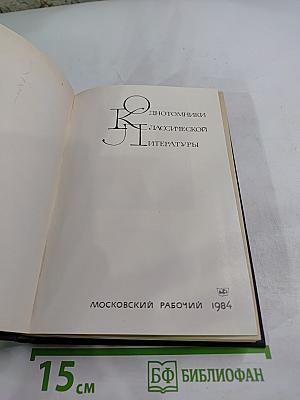 ОДНОТОМНИКИ
КЛАССИЧЕСКОЙ
ЛИТЕРАТУРЫ
МОСКОВСКИЙ РАБОЧИЙ 1984
15 см
БФ БИБЛИОФАН